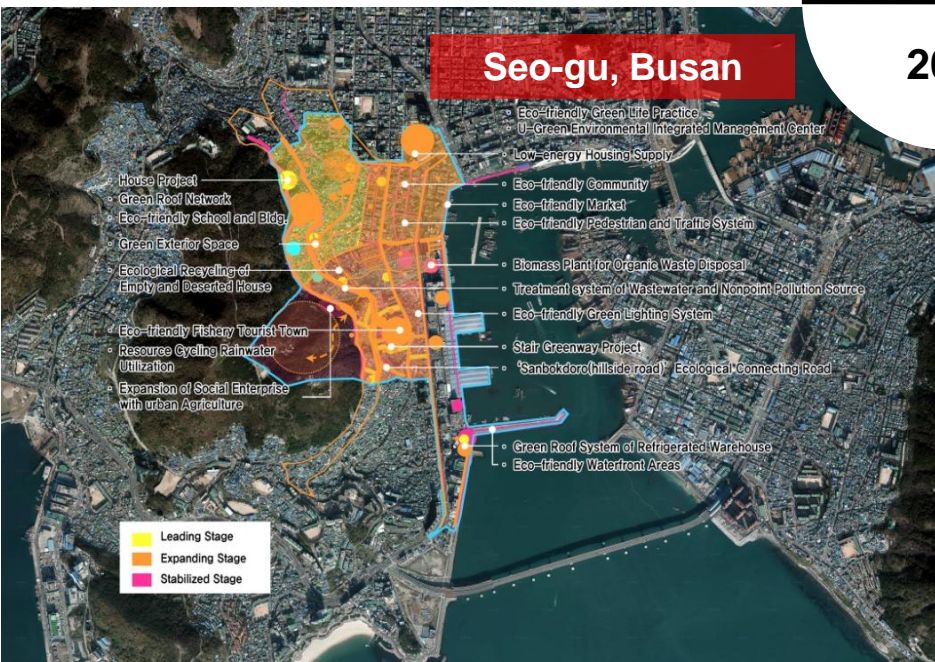 Seo-gu, Busan
20
Eco-friendly Green Life Practice
U-Green Environmental Integrated Management Center
Low-energy Housing Supply
Eco-friendly Community
Eco-friendly Market
Eco-friendly Pedestrian and Traffic System
Biomass Plant for Organic Waste Disposal
Treatment system of Wastewater and Nonpoint Pollution Source
Eco-friendly Green Lighting System
Stair Greenway Project
'Sanbokdoro(hillside road)' Ecological Connecting Road
Green Roof System of Refrigerated Warehouse
Eco-friendly Waterfront Areas
House Project
Green Roof Network
Eco-friendly School and Bldg.
Green Exterior Space
Ecological Recycling of
Empty and Deserted House
Eco-friendly Fishery Tourist Town
Resource Cycling Rainwater
Utilization
Expansion of Social Enterprise
with urban Agriculture
Leading Stage
Expanding Stage
Stabilized Stage